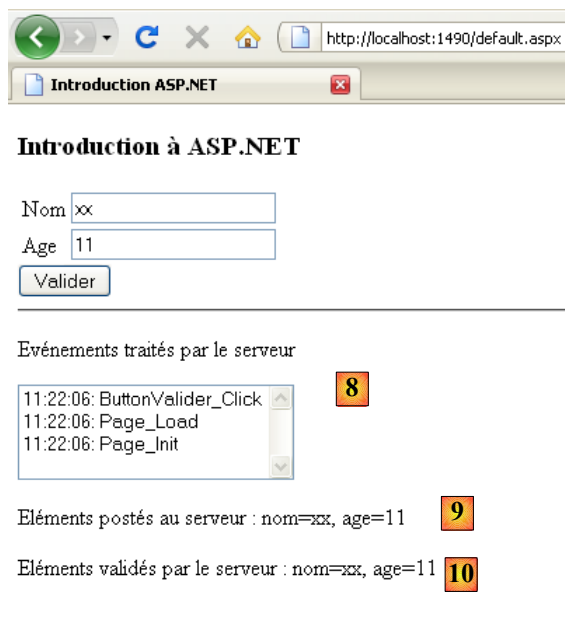 http://localhost:1490/default.aspx
Introduction ASP.NET
Introduction à ASP.NET
Nom xx
Age 11
Valider
Evénements traités par le serveur
11:22:06: ButtonValider_Click
11:22:06: Page_Load
11:22:06: Page_Init
8
Eléments postés au serveur : nom=xx, age=11
9
Eléments validés par le serveur : nom=xx, age=11
10